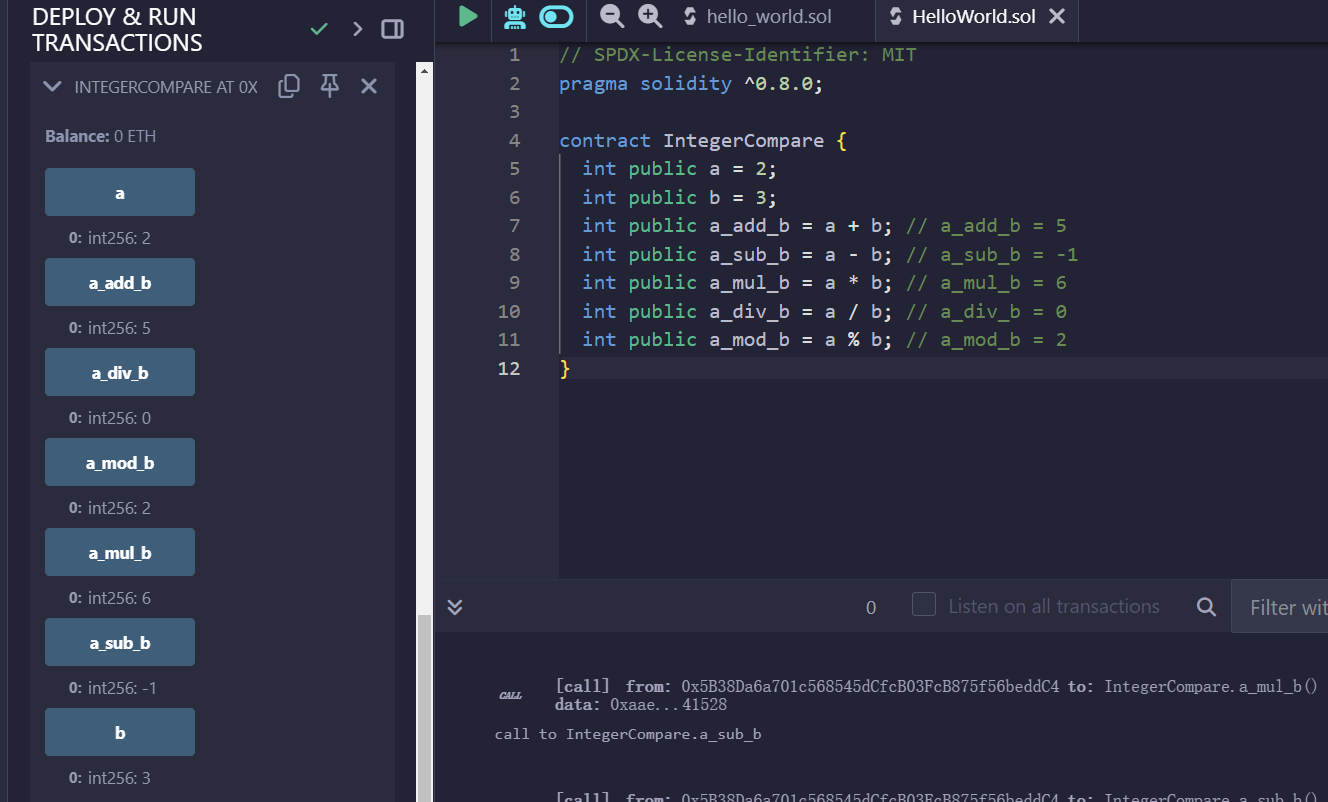 DEPLOY & RUN
TRANSACTIONS
INTEGERCOMPARE AT 0X
Balance: 0 ETH
a
0: int256: 2
a_add_b
0: int256: 5
a_div_b
0: int256: 0
a_mod_b
0: int256: 2
a_mul_b
0: int256: 6
a_sub_b
0: int256: -1
b
0: int256: 3
hello_world.sol
HelloWorld.sol
1 // SPDX-License-Identifier: MIT
2 pragma solidity ^0.8.0;
3
4 contract IntegerCompare {
5 int public a = 2;
6 int public b = 3;
7 int public a_add_b = a + b; // a_add_b = 5
8 int public a_sub_b = a - b; // a_sub_b = -1
9 int public a_mul_b = a * b; // a_mul_b = 6
10 int public a_div_b = a / b; // a_div_b = 0
11 int public a_mod_b = a % b; // a_mod_b = 2
12 }
0 Listen on all transactions Filter wit
CALL [call] from: 0x5B38Da6a701c568545dCfcB03FcB875f56beddC4 to: IntegerCompare.a_mul_b()
data: 0xaae...41528
call to IntegerCompare.a_sub_b
[call] from: 0x5B38Da6a701c568545dCfcB03FcB875f56beddC4 to: IntegerCompare.a_sub_b()